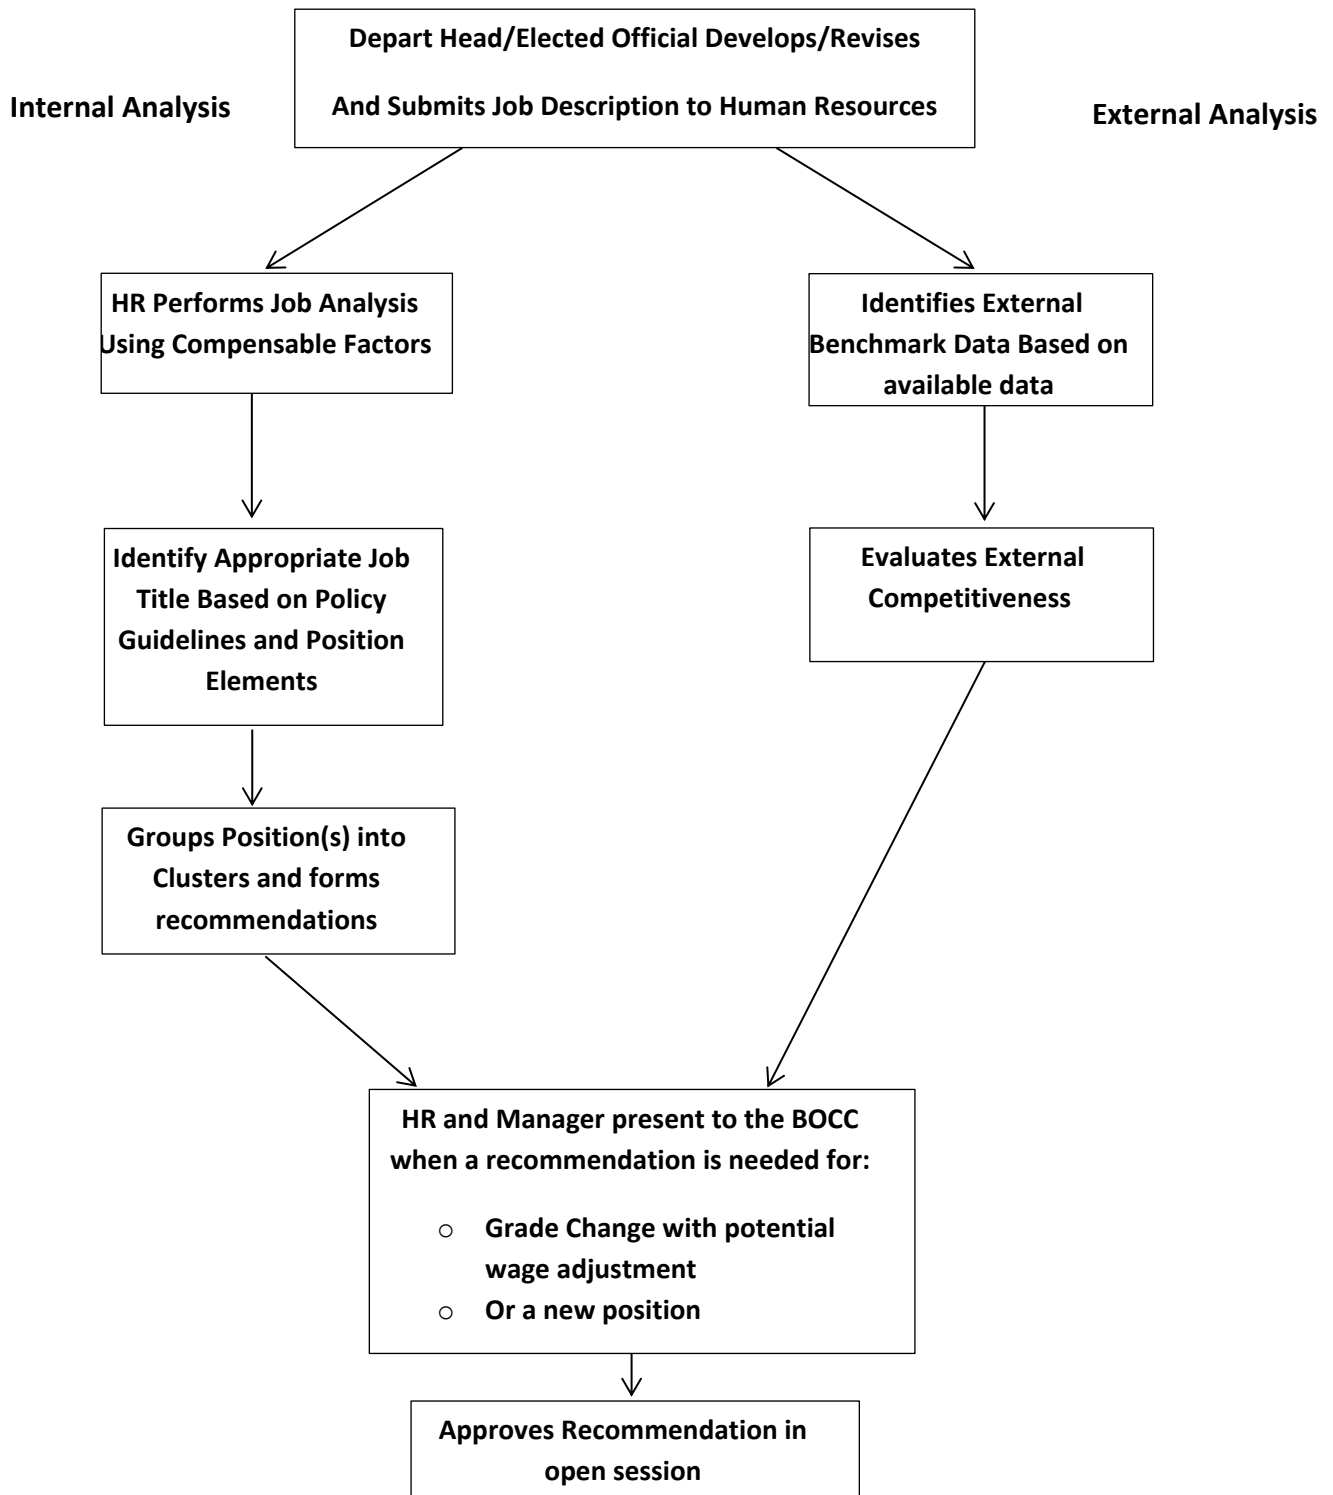 Depart Head/Elected Official Develops/Revises
And Submits Job Description to Human Resources
Internal Analysis
External Analysis
HR Performs Job Analysis
Using Compensable Factors
Identifies External
Benchmark Data Based on
available data
Identify Appropriate Job
Title Based on Policy
Guidelines and Position
Elements
Evaluates External
Competitiveness
Groups Position(s) into
Clusters and forms
recommendations
HR and Manager present to the BOCC
when a recommendation is needed for:
o Grade Change with potential
wage adjustment
o Or a new position
Approves Recommendation in
open session